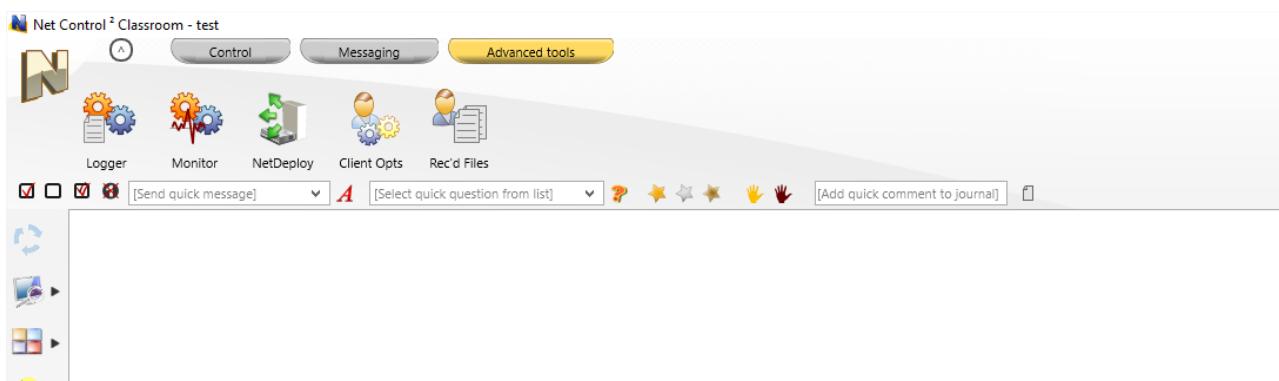 Net Control ² Classroom - test
Control Messaging Advanced tools
Logger Monitor NetDeploy Client Opts Rec'd Files
[Send quick message] A [Select quick question from list] [Add quick comment to journal]